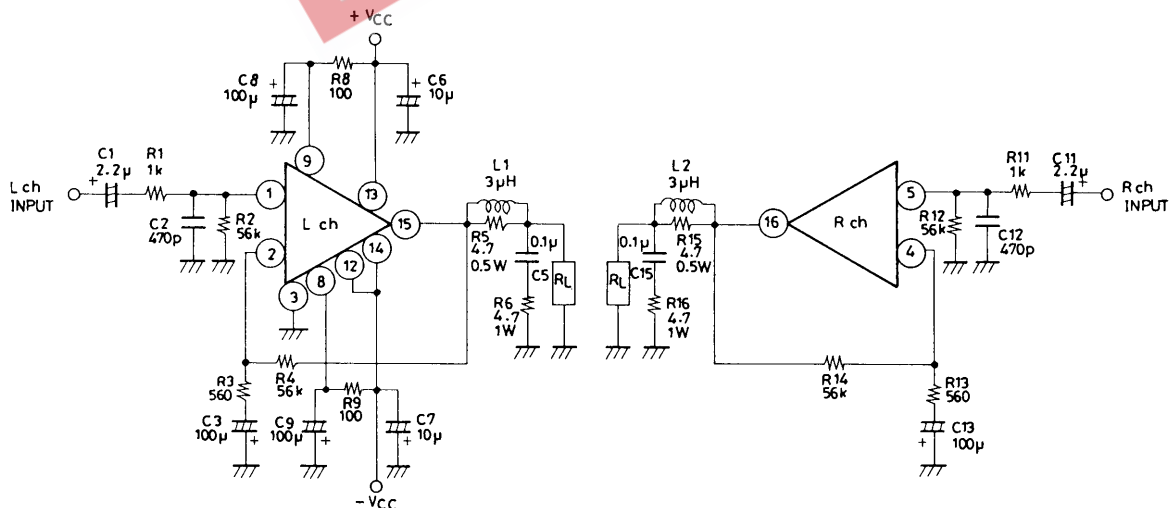 + VCC
C8
+
100μ
R8
100
+
C6
10μ
9
13
C1
2.2μ
+
R1
1k
L ch
INPUT
1
C2
470p
R2
56k
2
L ch
15
14
12
8
3
L1
3μH
R5
4.7
0.5W
0.1μ
C5
RL
R6
4.7
1W
R3
560
R4
56k
C3
100μ
+
C9
100μ
+
R9
100
C7
10μ
+
- VCC
L2
3μH
0.1μ
R15
4.7
0.5W
RL
C15
R16
4.7
1W
16
R ch
5
4
R11
1k
C11
2.2μ
+
R ch
INPUT
R12
56k
C12
470p
R14
56k
R13
560
C13
100μ
+